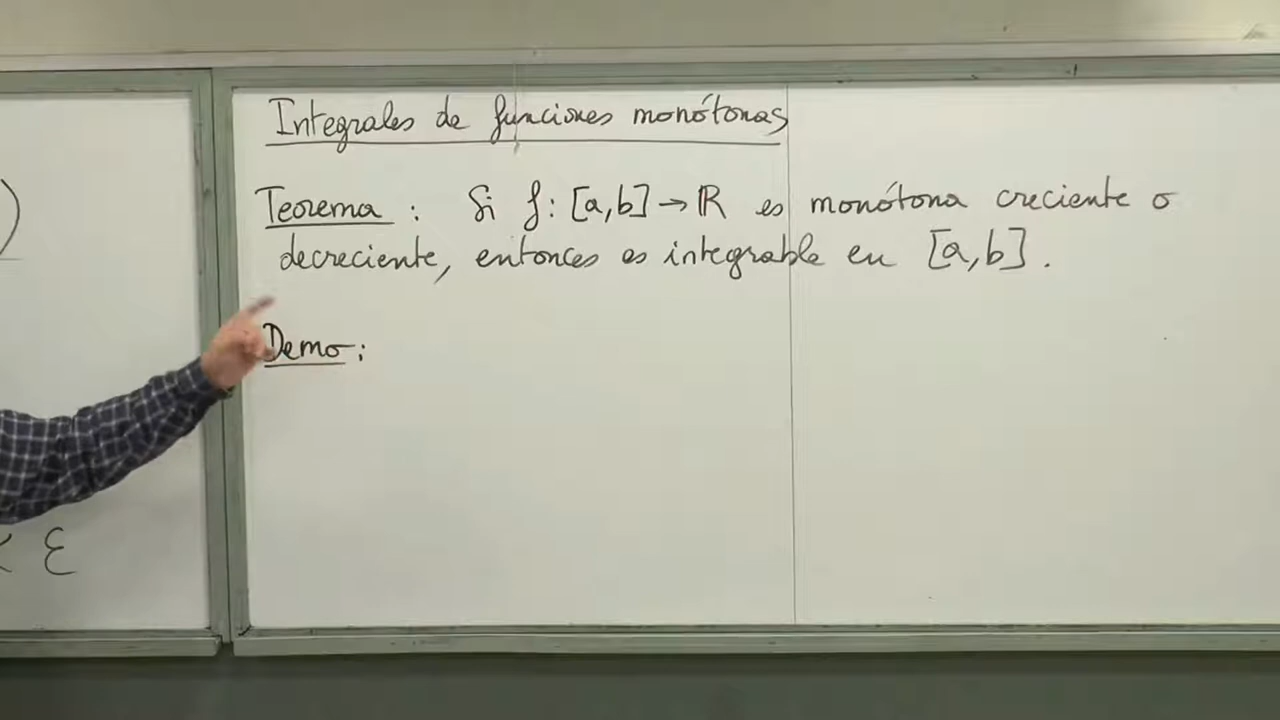 )
< ε
Integrales de funciones monótonas
Teorema : Si f: [a,b] → ℝ es monótona creciente o
decreciente, entonces es integrable en [a,b].
Demo: